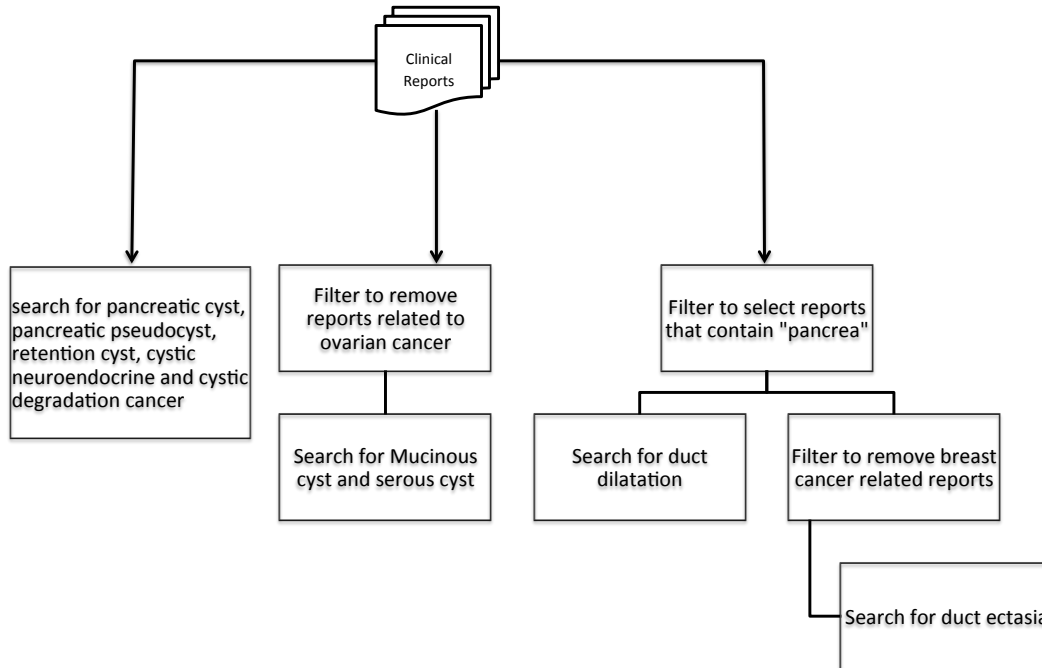 Clinical
Reports
search for pancreatic cyst,
pancreatic pseudocyst,
retention cyst, cystic
neuroendocrine and cystic
degradation cancer
Filter to remove
reports related to
ovarian cancer
Filter to select reports
that contain "pancrea"
Search for Mucinous
cyst and serous cyst
Search for duct
dilatation
Filter to remove breast
cancer related reports
Search for duct ectasia